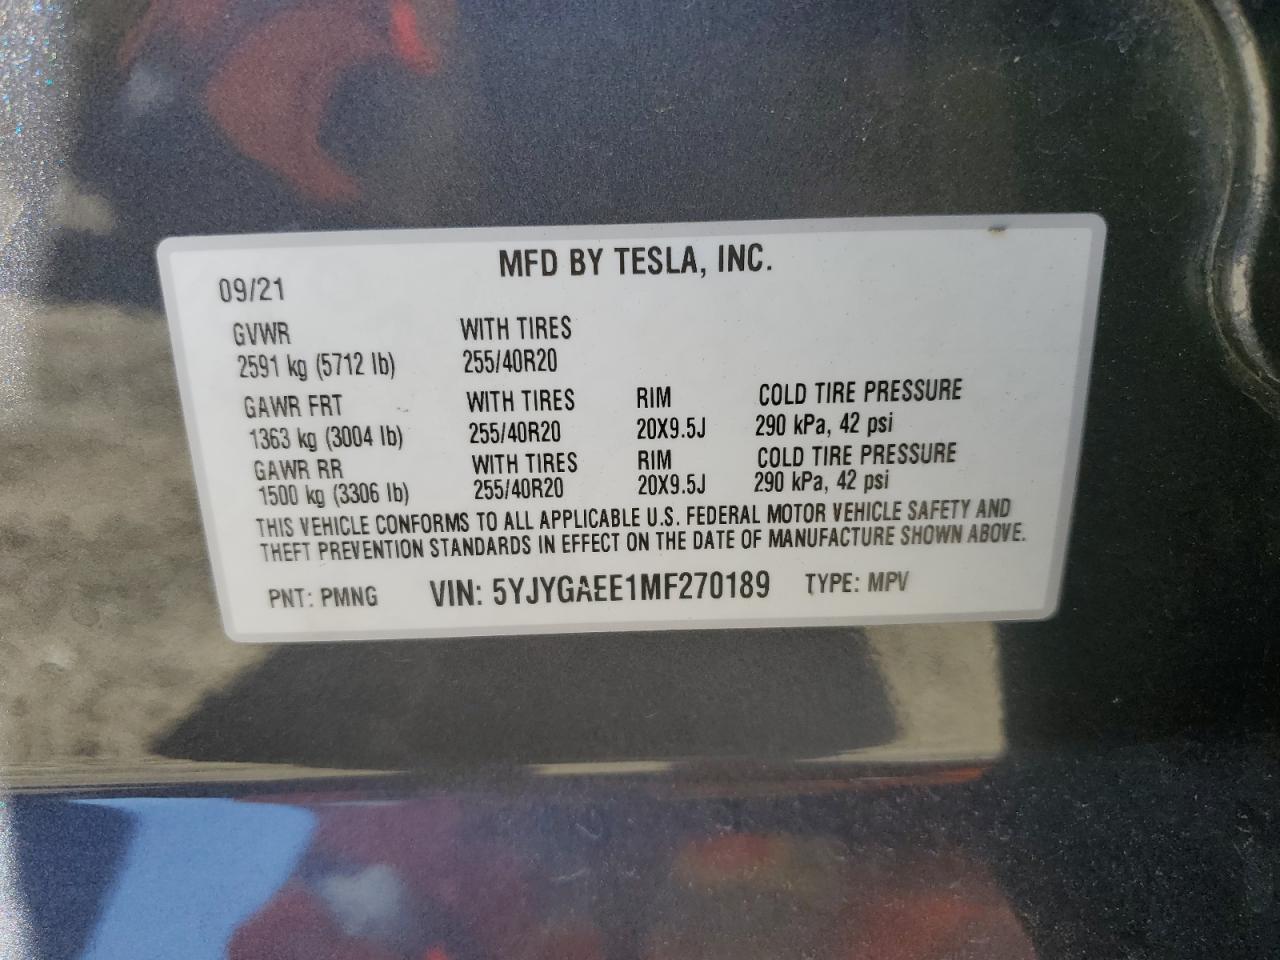 MFD BY TESLA, INC.
09/21
GVWR WITH TIRES
2591 kg (5712 lb) 255/40R20
GAWR FRT WITH TIRES RIM COLD TIRE PRESSURE
1363 kg (3004 lb) 255/40R20 20X9.5J 290 kPa, 42 psi
GAWR RR WITH TIRES RIM COLD TIRE PRESSURE
1500 kg (3306 lb) 255/40R20 20X9.5J 290 kPa, 42 psi
THIS VEHICLE CONFORMS TO ALL APPLICABLE U.S. FEDERAL MOTOR VEHICLE SAFETY AND
THEFT PREVENTION STANDARDS IN EFFECT ON THE DATE OF MANUFACTURE SHOWN ABOVE.
PNT: PMNG VIN: 5YJYGAEE1MF270189 TYPE: MPV